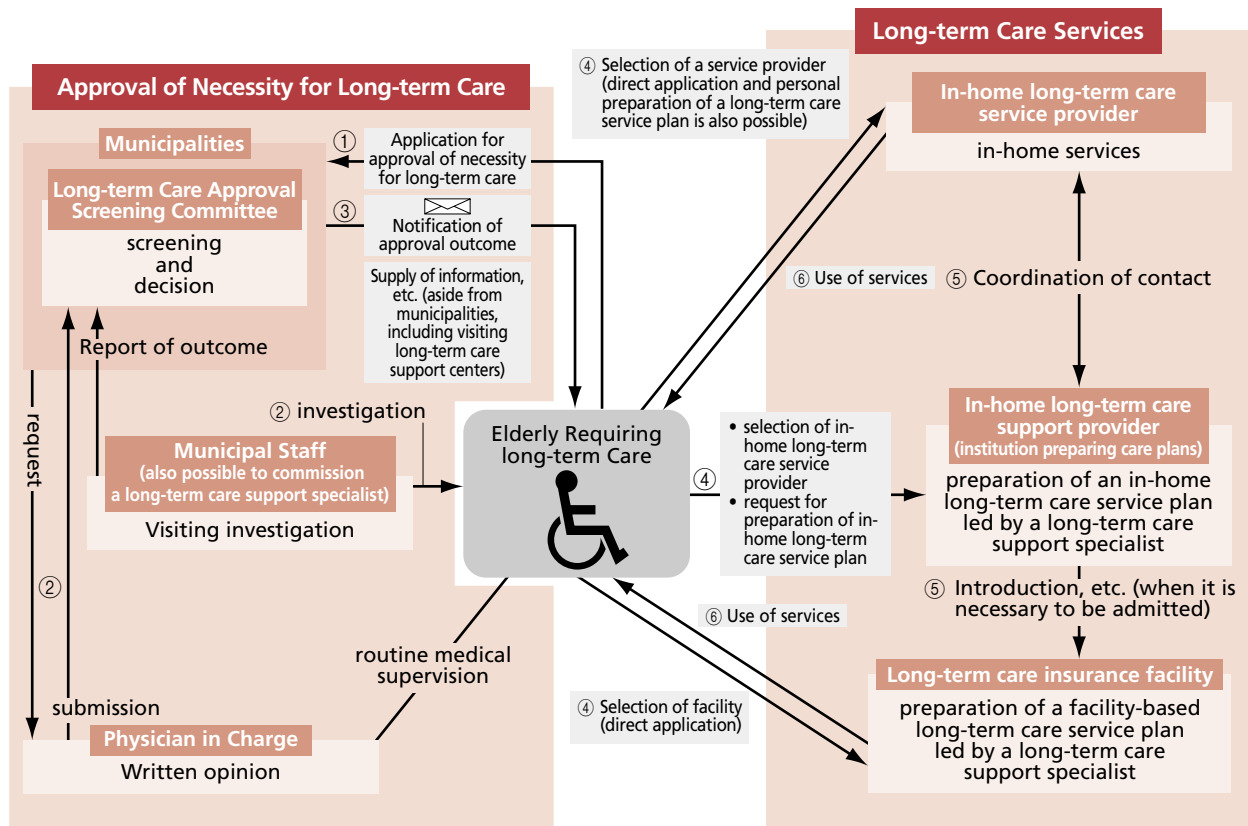 Long-term Care Services
Approval of Necessity for Long-term Care
Municipalities
Long-term Care Approval
Screening Committee
screening
and
decision
Report of outcome
①
Application for
approval of necessity
for long-term care
③
Notification of
approval outcome
Supply of information,
etc. (aside from
municipalities,
including visiting
long-term care
support centers)
request
② investigation
Municipal Staff
(also possible to commission
a long-term care support specialist)
Visiting investigation
②
submission
Physician in Charge
Written opinion
routine medical
supervision
Elderly Requiring
long-term Care
④ Selection of a service provider
(direct application and personal
preparation of a long-term care
service plan is also possible)
⑥ Use of services
④
• selection of in-
home long-term
care service
provider
• request for
preparation of in-
home long-term
care service plan
⑥ Use of services
④ Selection of facility
(direct application)
In-home long-term care
service provider
in-home services
⑤ Coordination of contact
In-home long-term care
support provider
(institution preparing care plans)
preparation of an in-home
long-term care service plan
led by a long-term care
support specialist
⑤ Introduction, etc. (when it is
necessary to be admitted)
Long-term care insurance facility
preparation of a facility-based
long-term care service plan
led by a long-term care
support specialist